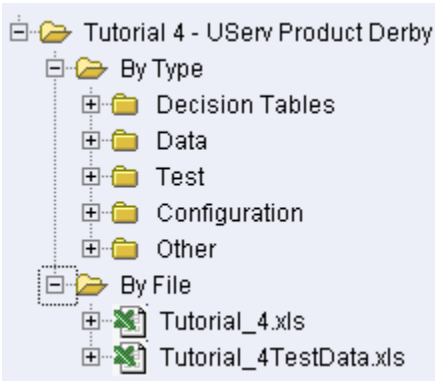 Tutorial 4 - UServ Product Derby
By Type
Decision Tables
Data
Test
Configuration
Other
By File
Tutorial_4.xls
Tutorial_4TestData.xls